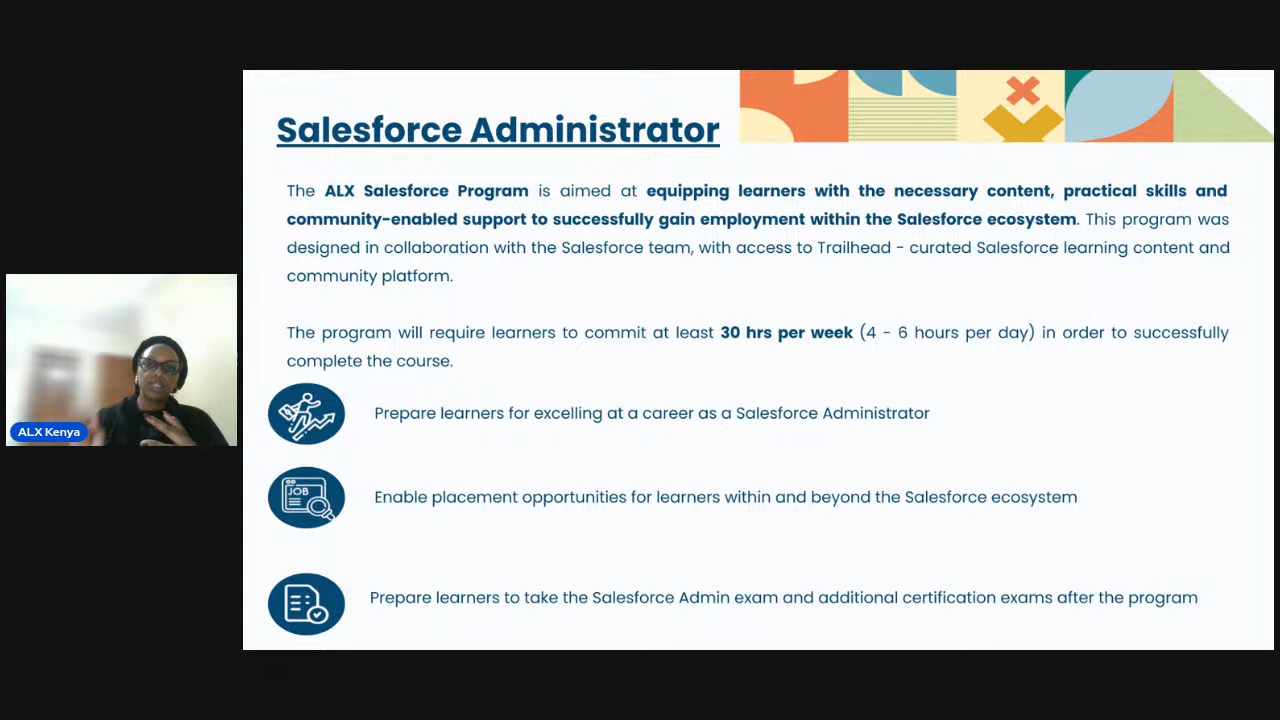 Salesforce Administrator
The ALX Salesforce Program is aimed at equipping learners with the necessary content, practical skills and
community-enabled support to successfully gain employment within the Salesforce ecosystem. This program was
designed in collaboration with the Salesforce team, with access to Trailhead - curated Salesforce learning content and
community platform.
The program will require learners to commit at least 30 hrs per week (4 - 6 hours per day) in order to successfully
complete the course.
Prepare learners for excelling at a career as a Salesforce Administrator
ALX Kenya
JOB
Enable placement opportunities for learners within and beyond the Salesforce ecosystem
Prepare learners to take the Salesforce Admin exam and additional certification exams after the program